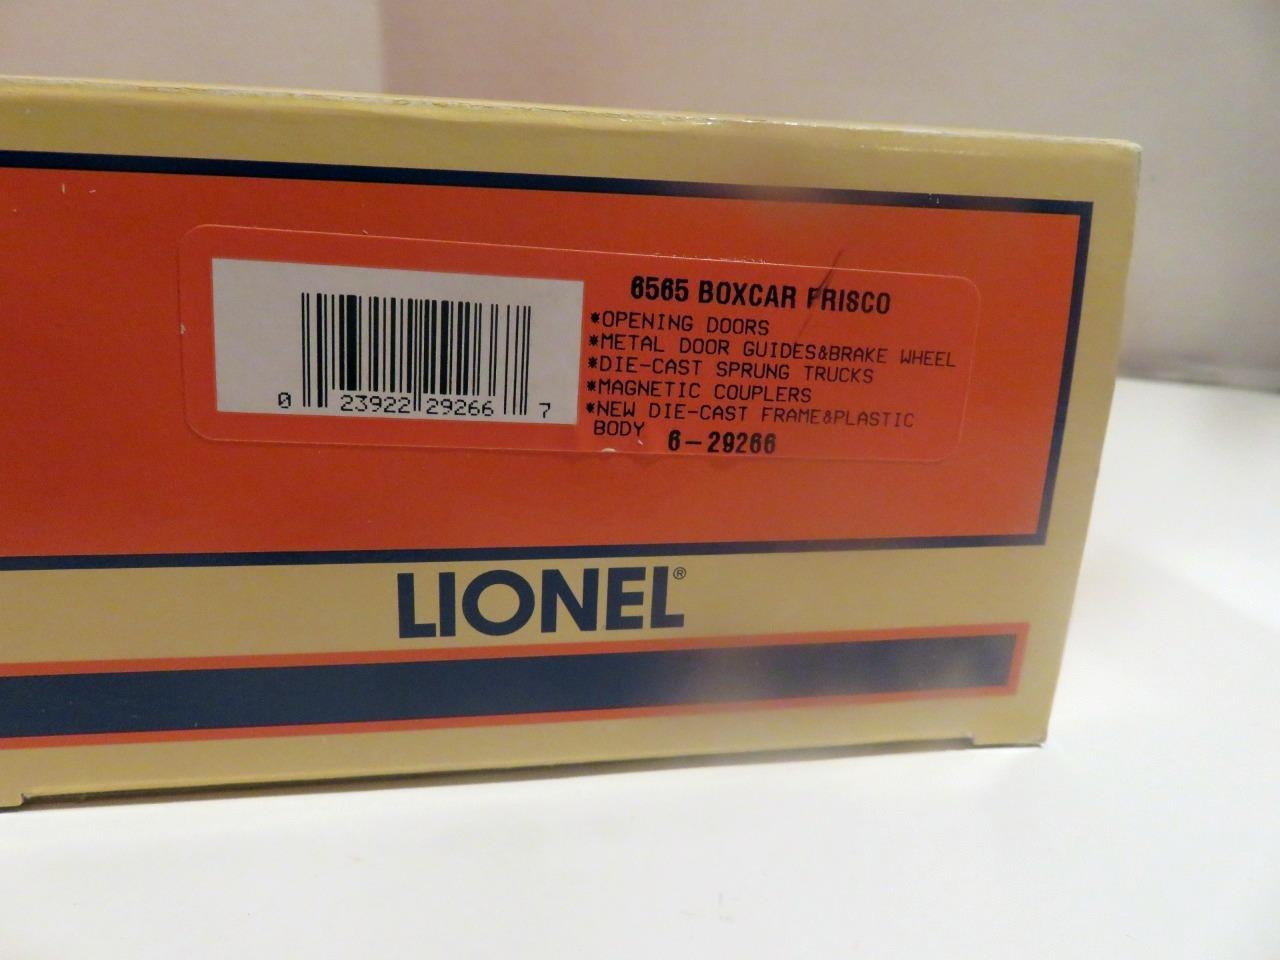 6565 BOXCAR FRISCO
*OPENING DOORS
*METAL DOOR GUIDES&BRAKE WHEEL
*DIE-CAST SPRUNG TRUCKS
*MAGNETIC COUPLERS
*NEW DIE-CAST FRAME&PLASTIC
BODY 6-29266
0 23922 29266 7
LIONEL®